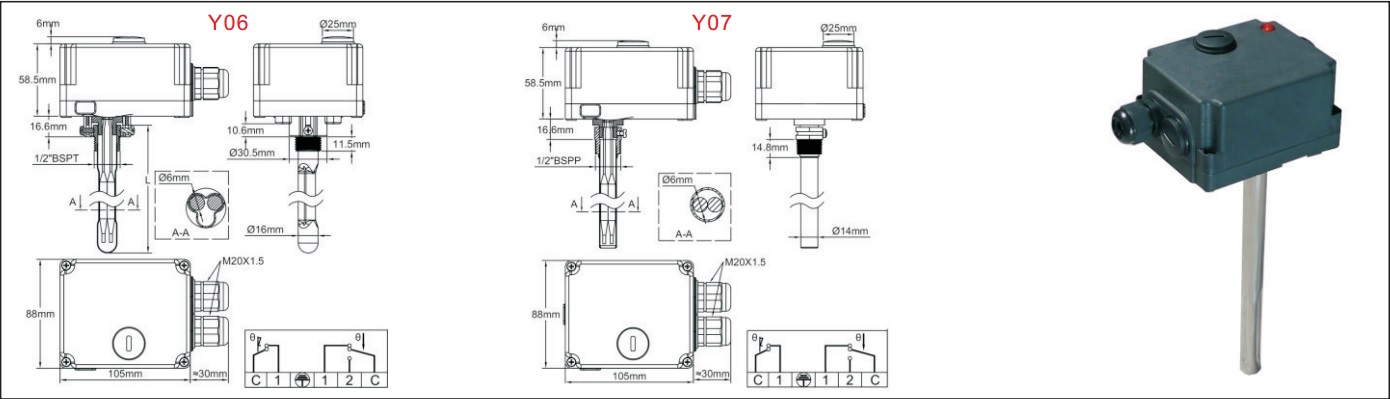 Y06
6mm
Ø25mm
58.5mm
16.6mm
10.6mm
11.5mm
1/2"BSPT
Ø30.5mm
L
Ø6mm
A
A
A-A
Ø16mm
M20X1.5
88mm
105mm
≈30mm
θ
θ
C 1 1 2 C
Y07
6mm
Ø25mm
58.5mm
16.6mm
14.8mm
1/2"BSPP
Ø6mm
A
A
A-A
Ø14mm
M20X1.5
88mm
105mm
≈30mm
θ
θ
C 1 1 2 C